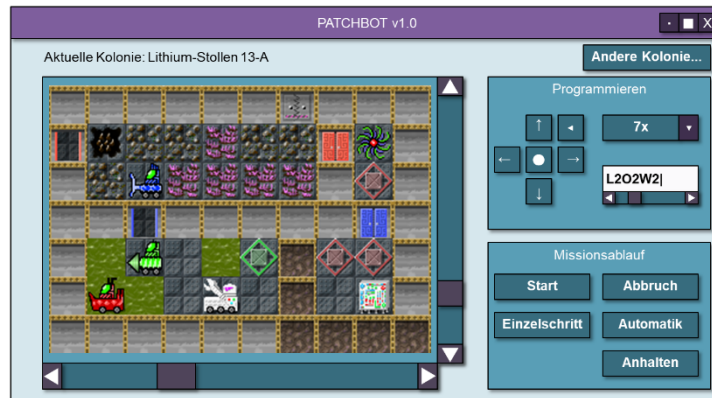 PATCHBOT v1.0
X
Aktuelle Kolonie: Lithium-Stollen 13-A
Andere Kolonie...
Programmieren
7x
L2O2W2|
Missionsablauf
Start
Abbruch
Einzelschritt
Automatik
Anhalten